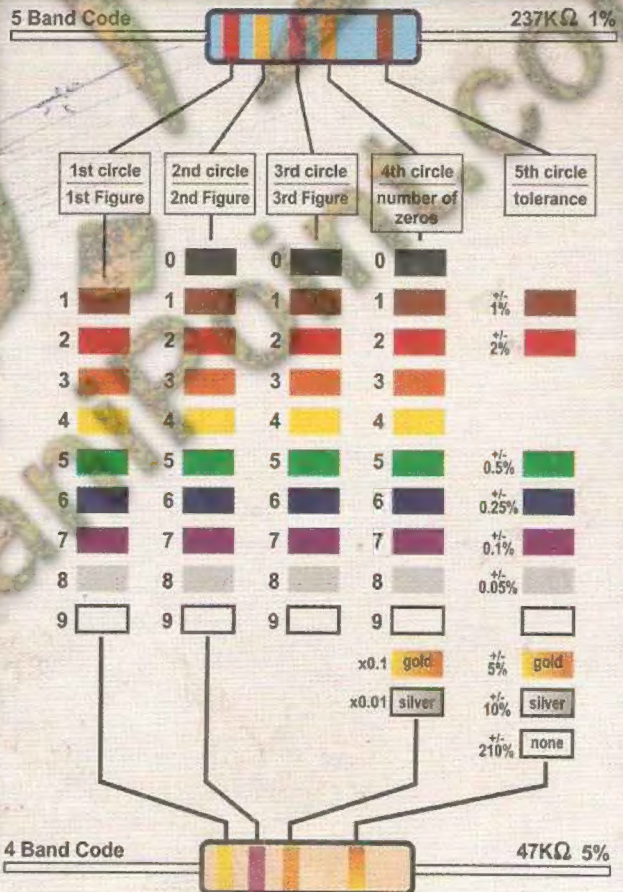 5 Band Code 237KΩ 1%
1st circle 2nd circle 3rd circle 4th circle 5th circle
1st Figure 2nd Figure 3rd Figure number of zeros tolerance
0 0 0
1 1 1 1 +/- 1%
2 2 2 2 +/- 2%
3 3 3 3
4 4 4 4
5 5 5 5 +/- 0.5%
6 6 6 6 +/- 0.25%
7 7 7 7 +/- 0.1%
8 8 8 8 +/- 0.05%
9 9 9 9
x0.1 gold +/- 5% gold
x0.01 silver +/- 10% silver
+/- 210% none
4 Band Code 47KΩ 5%